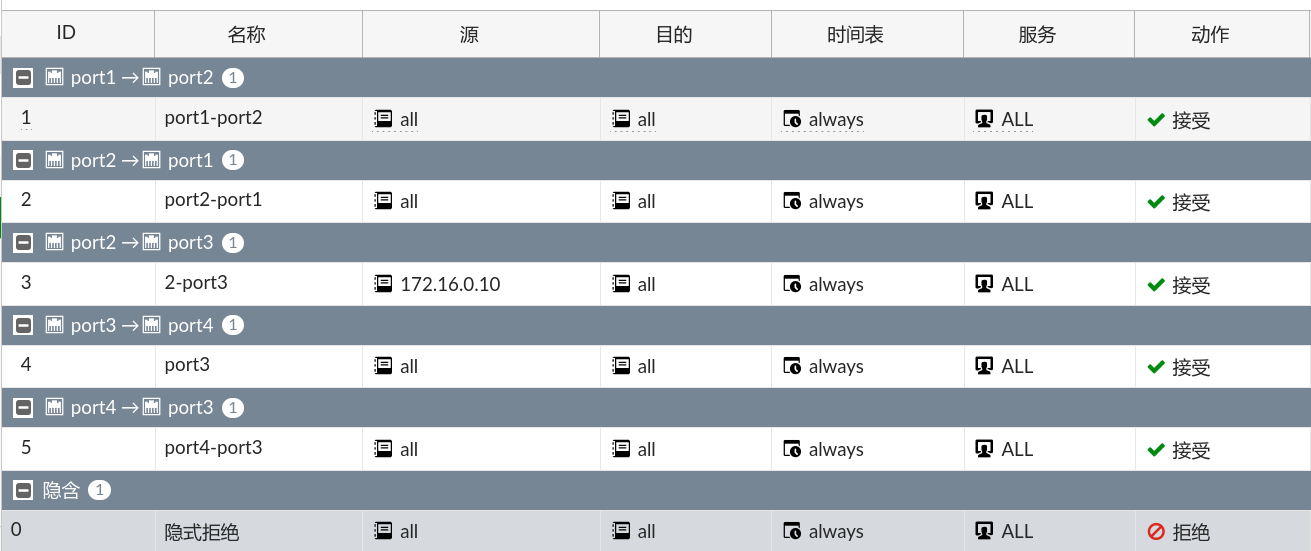 ID 名称 源 目的 时间表 服务 动作
port1 → port2 1
1 port1-port2 all all always ALL 接受
port2 → port1 1
2 port2-port1 all all always ALL 接受
port2 → port3 1
3 2-port3 172.16.0.10 all always ALL 接受
port3 → port4 1
4 port3 all all always ALL 接受
port4 → port3 1
5 port4-port3 all all always ALL 接受
隐含 1
0 隐式拒绝 all all always ALL 拒绝